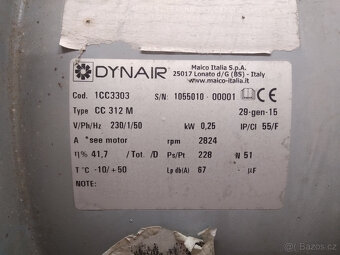 DYNAIR
Maico Italia S.p.A.
25017 Lonato d/G (BS) - Italy
www.maico-italia.it
Cod. 1CC3303 S/N: 1055010 - 00001 CE
Type CC 312 M 29-gen-15
V/Ph/Hz 230/1/50 kW 0,25 IP/Cl 55/F
A *see motor rpm 2824
η% 41,7 /Tot. /D Ps/Pt 228 N 51
T °C -10/ +50 Lp db(A) 67 µF
NOTE:
bazos.cz